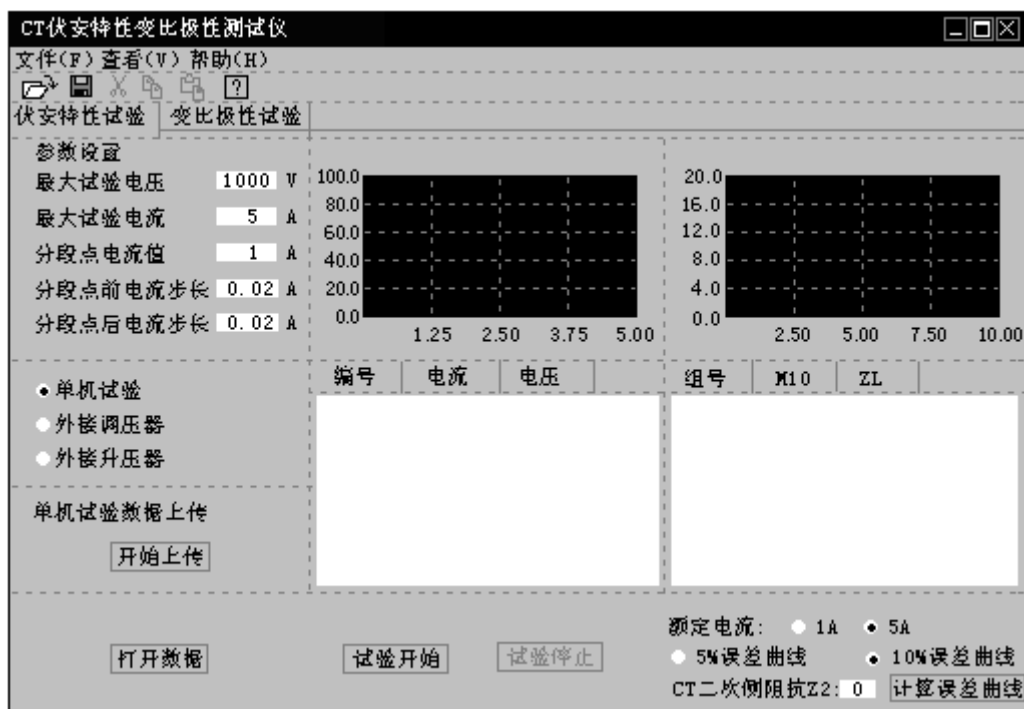 CT伏安特性变比极性测试仪
文件(F) 查看(V) 帮助(H)
伏安特性试验 变比极性试验
参数设置
最大试验电压 1000 V
最大试验电流 5 A
分段点电流值 1 A
分段点前电流步长 0.02 A
分段点后电流步长 0.02 A
100.0
80.0
60.0
40.0
20.0
0.0
1.25 2.50 3.75 5.00
20.0
16.0
12.0
8.0
4.0
0.0
2.50 5.00 7.50 10.00
单机试验
外接调压器
外接升压器
编号 电流 电压
组号 M10 ZL
单机试验数据上传
开始上传
打开数据
试验开始
试验停止
额定电流: 1A 5A
5%误差曲线 10%误差曲线
CT二次侧阻抗Z2: 0 计算误差曲线